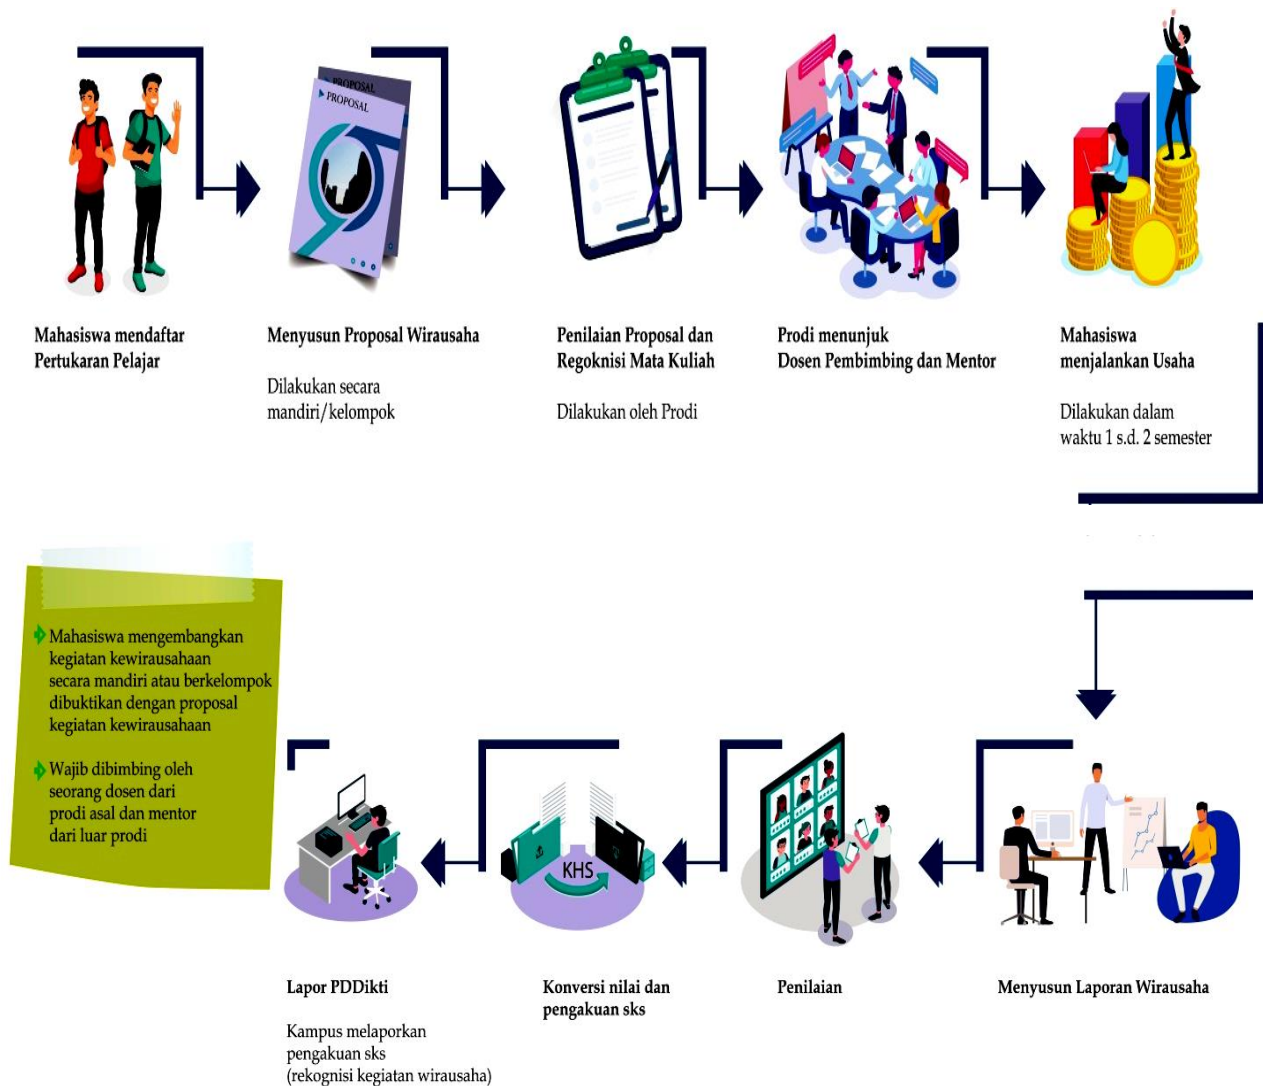 PROPOSAL
PROPOSAL
Mahasiswa mendaftar
Pertukaran Pelajar
Menyusun Proposal Wirausaha
Dilakukan secara
mandiri/kelompok
Penilaian Proposal dan
Regoknisi Mata Kuliah
Dilakukan oleh Prodi
Prodi menunjuk
Dosen Pembimbing dan Mentor
Mahasiswa
menjalankan Usaha
Dilakukan dalam
waktu 1 s.d. 2 semester
Mahasiswa mengembangkan
kegiatan kewirausahaan
secara mandiri atau berkelompok
dibuktikan dengan proposal
kegiatan kewirausahaan
Wajib dibimbing oleh
seorang dosen dari
prodi asal dan mentor
dari luar prodi
Menyusun Laporan Wirausaha
Penilaian
KHS
Konversi nilai dan
pengakuan sks
Lapor PDDikti
Kampus melaporkan
pengakuan sks
(rekognisi kegiatan wirausaha)